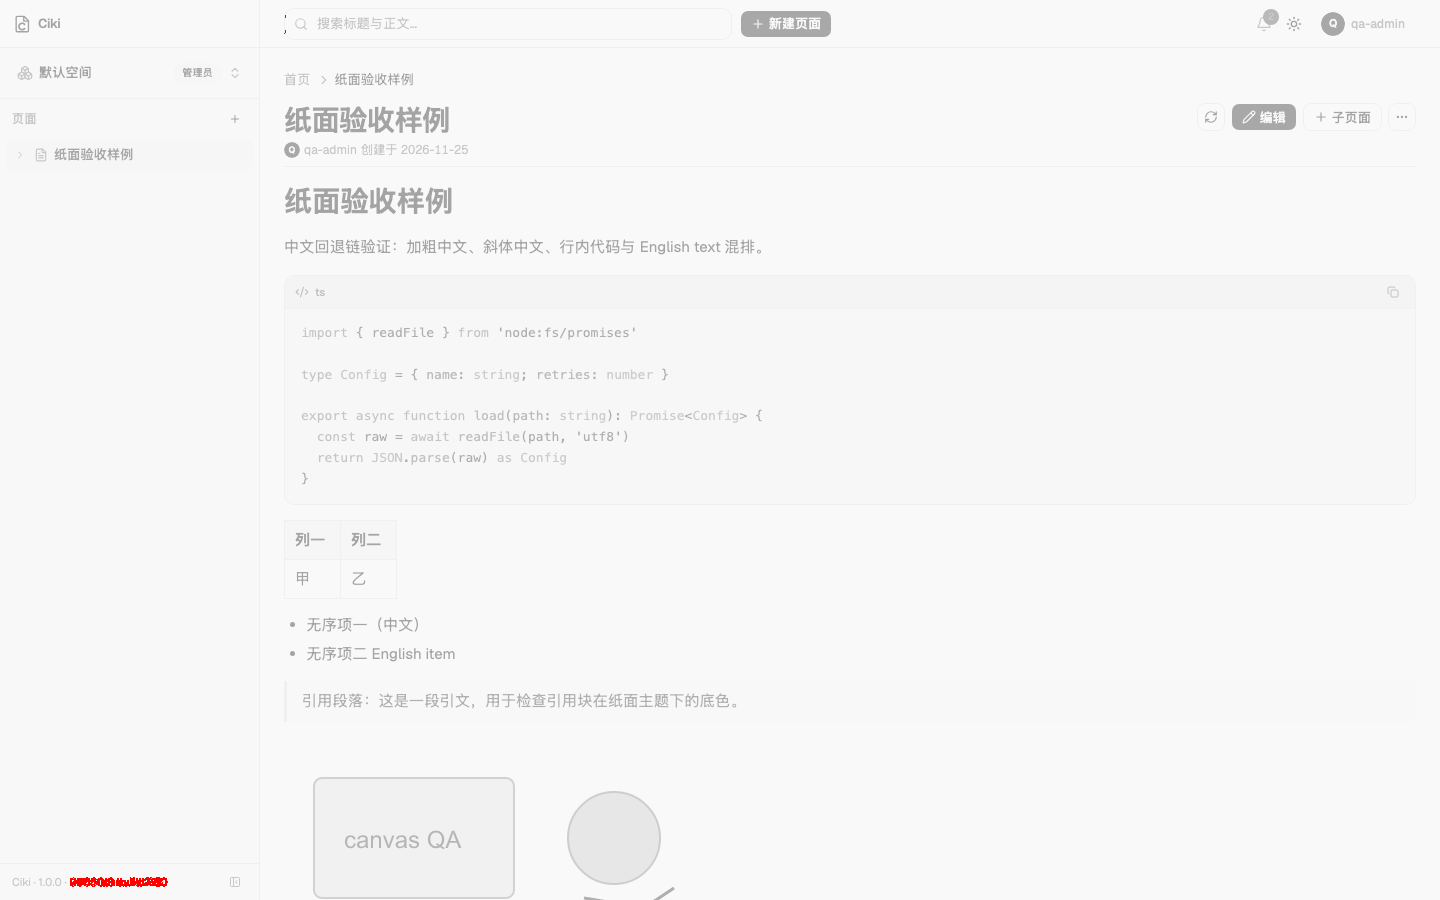 Ciki
搜索标题与正文...
新建页面
2
Q
qa-admin
默认空间
管理员
页面
纸面验收样例
首页
纸面验收样例
纸面验收样例
编辑
子页面
Q
qa-admin 创建于 2026-11-25
纸面验收样例
中文回退链验证：加粗中文、斜体中文、行内代码与 English text 混排。
ts
import { readFile } from 'node:fs/promises'
type Config = { name: string; retries: number }
export async function load(path: string): Promise<Config> {
  const raw = await readFile(path, 'utf8')
  return JSON.parse(raw) as Config
}
列一 列二
甲 乙
无序项一（中文）
无序项二 English item
引用段落：这是一段引文，用于检查引用块在纸面主题下的底色。
canvas QA
Ciki · 1.0.0 ·